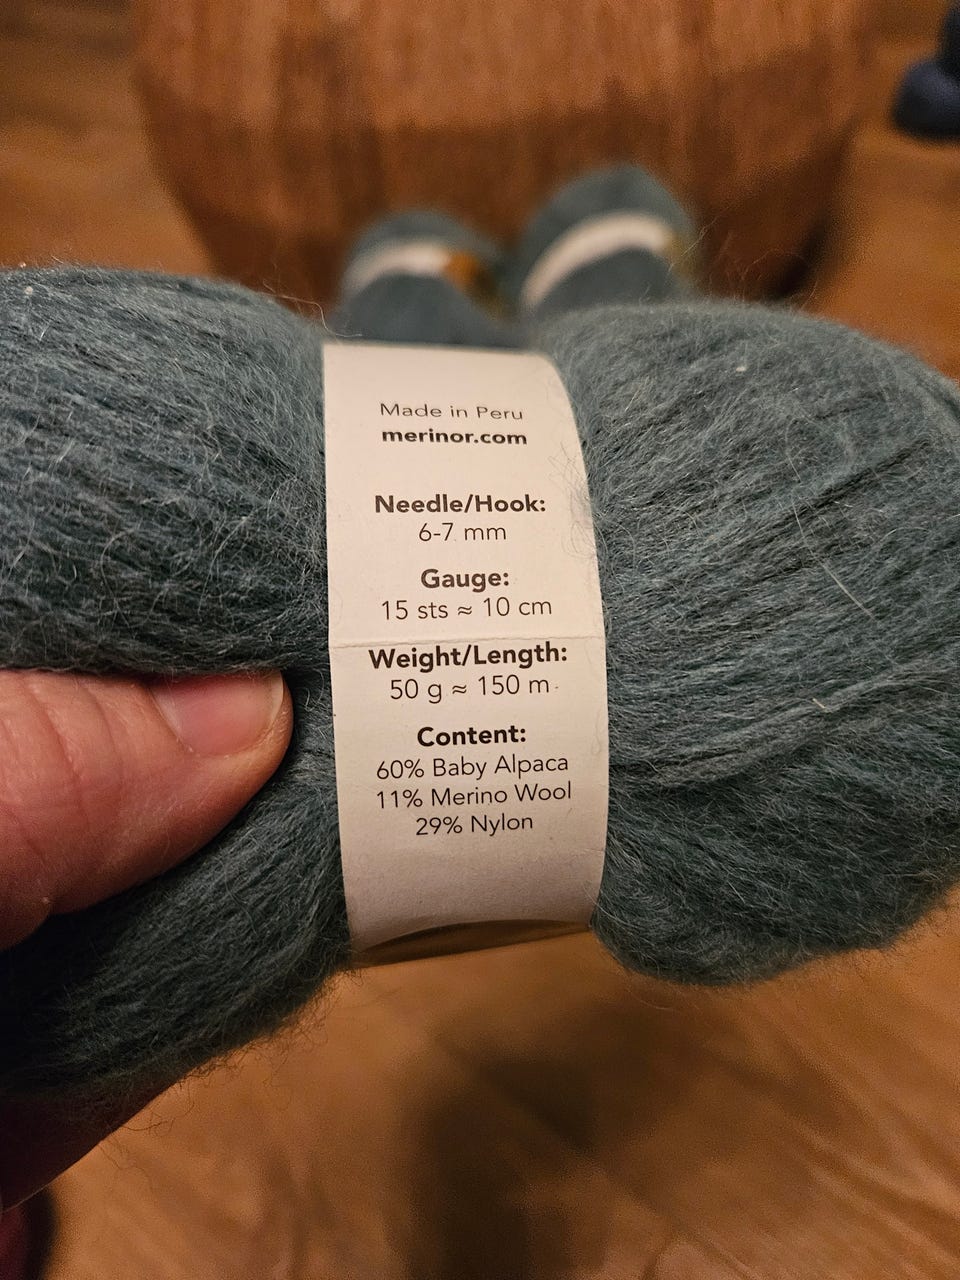 Made in Peru
merinor.com
Needle/Hook:
6-7 mm
Gauge:
15 sts ≈ 10 cm
Weight/Length:
50 g ≈ 150 m
Content:
60% Baby Alpaca
11% Merino Wool
29% Nylon